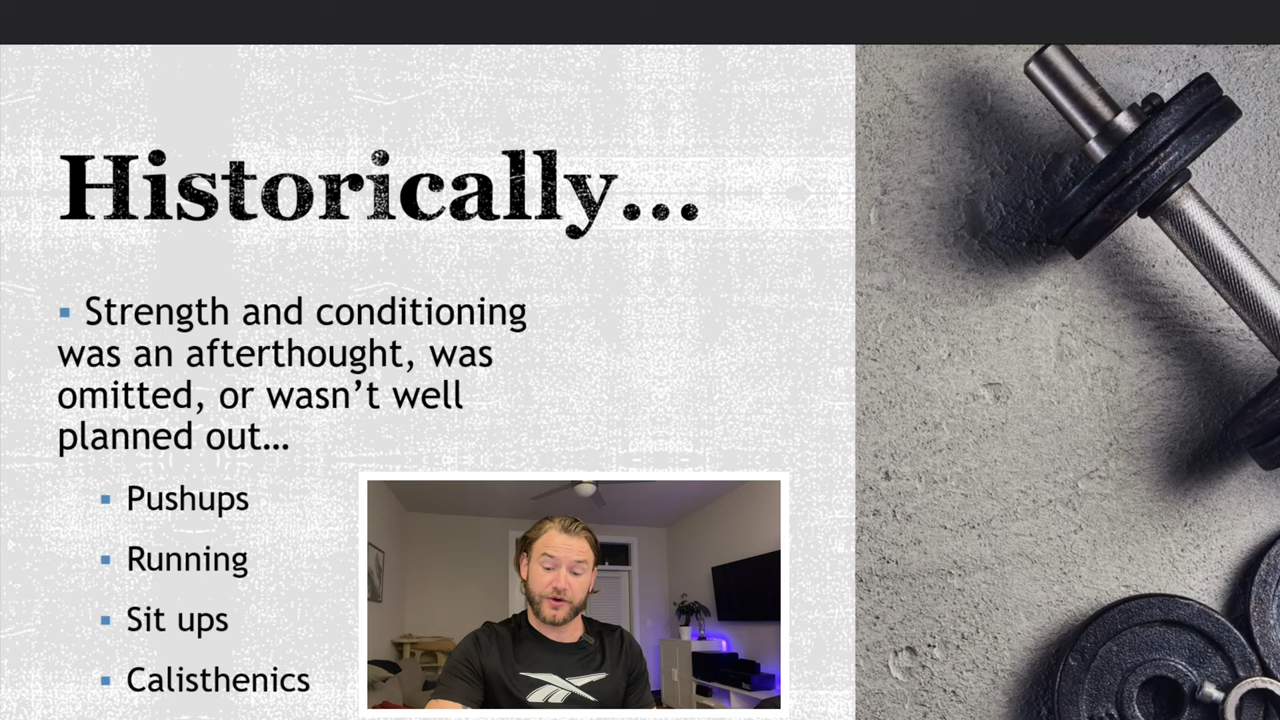 Historically...
▪ Strength and conditioning
was an afterthought, was
omitted, or wasn’t well
planned out…
▪ Pushups
▪ Running
▪ Sit ups
▪ Calisthenics